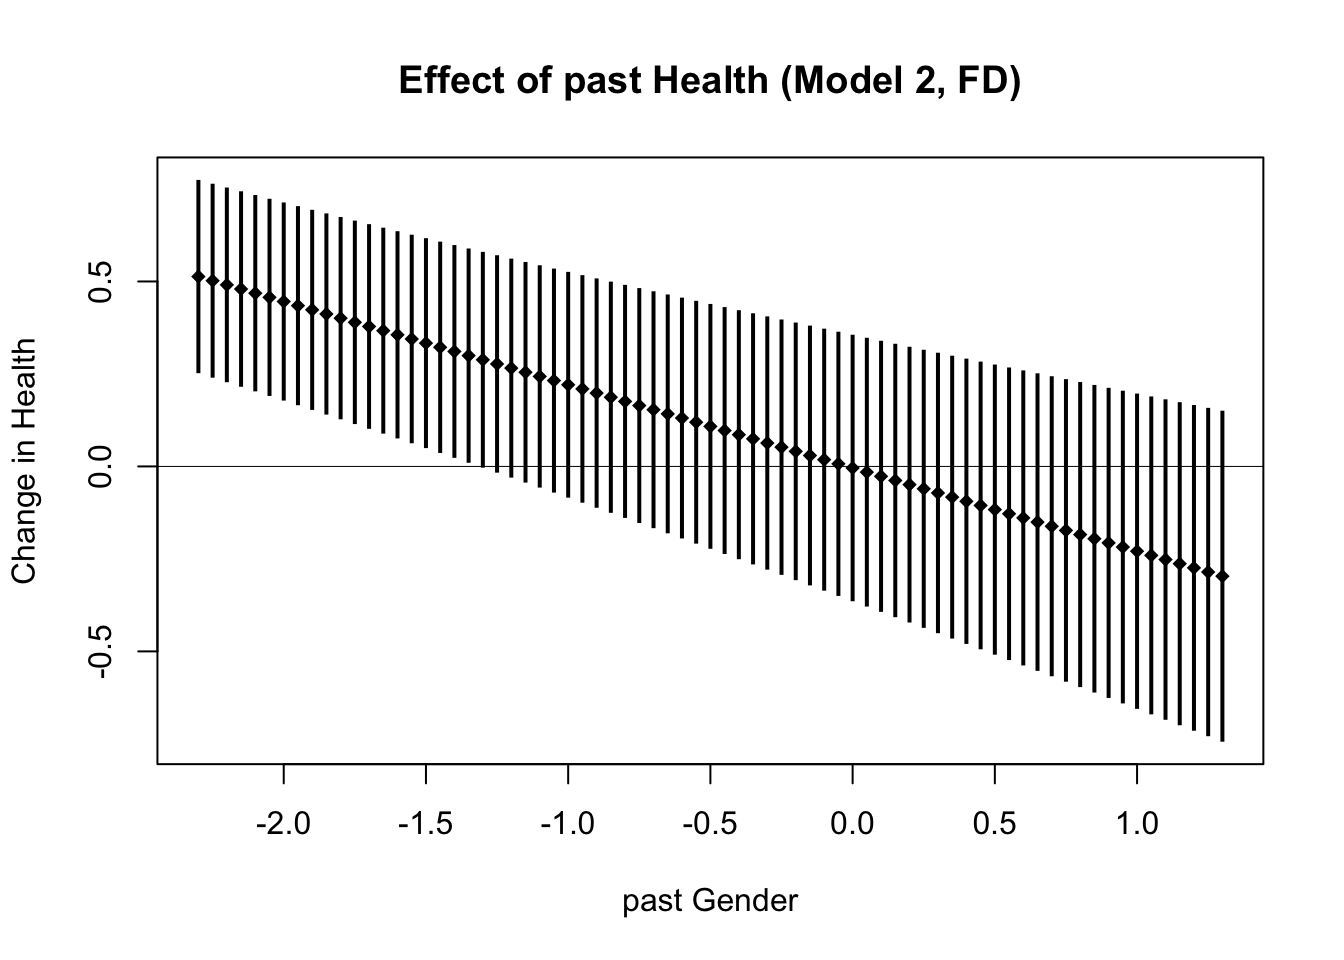 Effect of past Health (Model 2, FD)
Change in Health
0.5
0.0
-0.5
-2.0 -1.5 -1.0 -0.5 0.0 0.5 1.0
past Gender